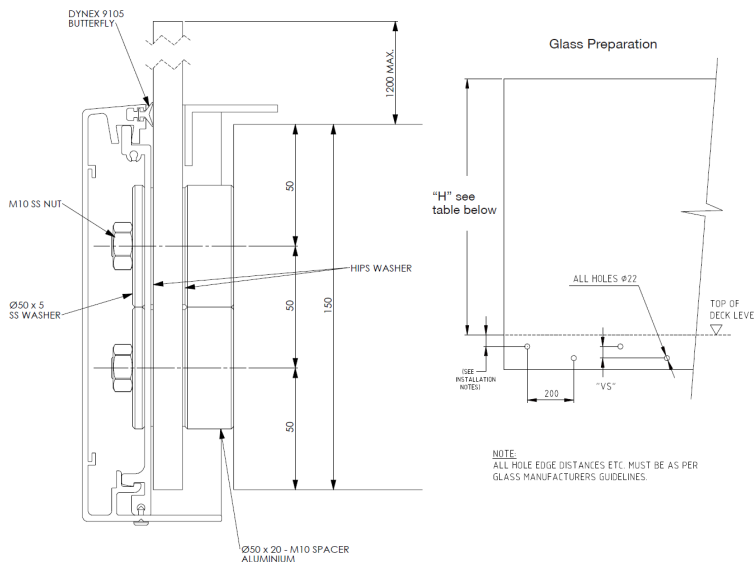 DYNEX 9105
BUTTERFLY
1200 MAX.
50
M10 SS NUT
HIPS WASHER
50
150
Ø50 x 5
SS WASHER
50
Ø50 x 20 - M10 SPACER
ALUMINIUM
Glass Preparation
“H” see
table below
ALL HOLES Ø22
TOP OF
DECK LEVE
(SEE
INSTALLATION
NOTES)
"VS"
200
NOTE:
ALL HOLE EDGE DISTANCES ETC. MUST BE AS PER
GLASS MANUFACTURERS GUIDELINES.